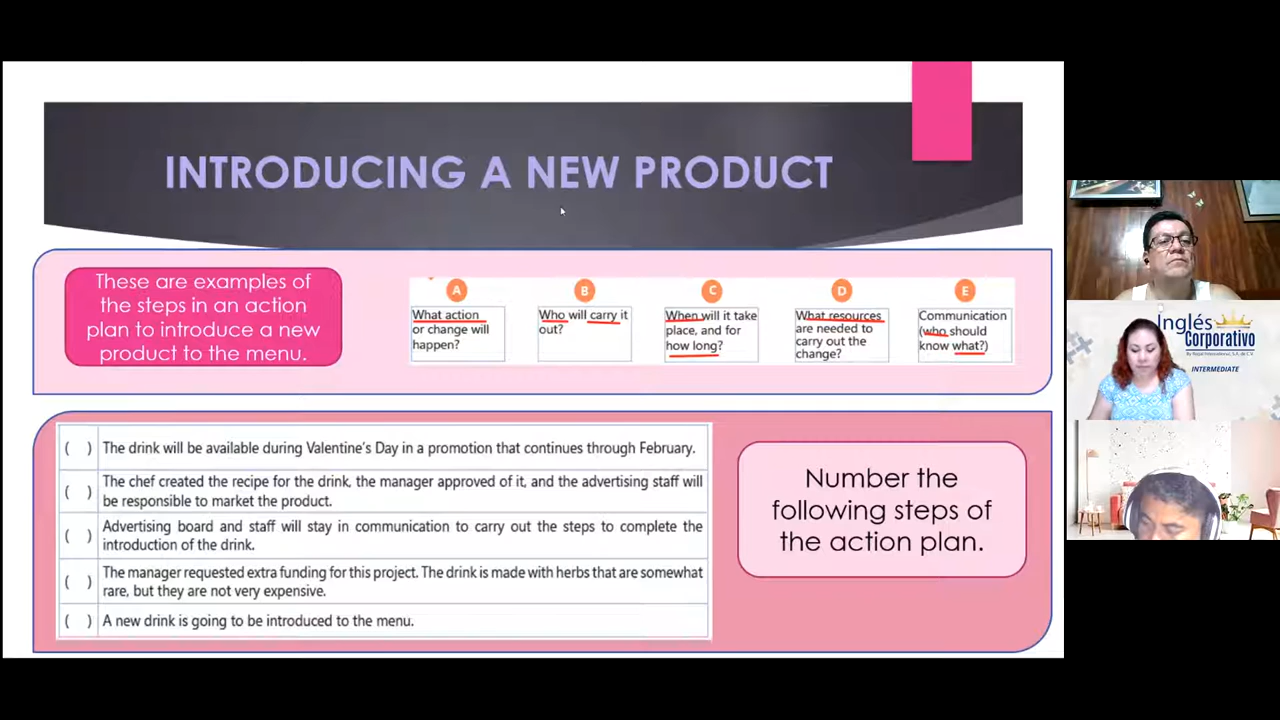 INTRODUCING A NEW PRODUCT
These are examples of
the steps in an action
plan to introduce a new
product to the menu.
A
What action
or change will
happen?
B
Who will carry it
out?
C
When will it take
place, and for
how long?
D
What resources
are needed to
carry out the
change?
E
Communication
(who should
know what?)
( ) The drink will be available during Valentine's Day in a promotion that continues through February.
( ) The chef created the recipe for the drink, the manager approved of it, and the advertising staff will
be responsible to market the product.
( ) Advertising board and staff will stay in communication to carry out the steps to complete the
introduction of the drink.
( ) The manager requested extra funding for this project. The drink is made with herbs that are somewhat
rare, but they are not very expensive.
( ) A new drink is going to be introduced to the menu.
Number the
following steps of
the action plan.
Inglés
Corporativo
By Royal International, S.A. de C.V.
INTERMEDIATE